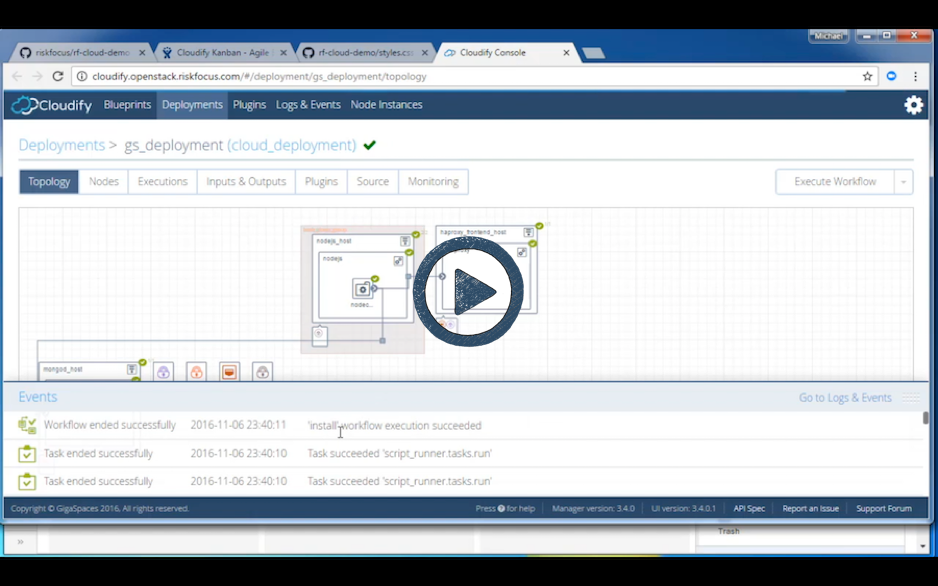 Michael
riskfocus/rf-cloud-demo
Cloudify Kanban - Agile
rf-cloud-demo/styles.cs
Cloudify Console
cloudify.openstack.riskfocus.com/#/deployment/gs_deployment/topology
Cloudify Blueprints Deployments Plugins Logs & Events Node Instances
Deployments > gs_deployment (cloud_deployment)
Topology Nodes Executions Inputs & Outputs Plugins Source Monitoring Execute Workflow
nodejs_host
haproxy_frontend_host
nodejs
nodec...
mongod_host
Events Go to Logs & Events
Workflow ended successfully 2016-11-06 23:40:11 'install' workflow execution succeeded
Task ended successfully 2016-11-06 23:40:10 Task succeeded 'script_runner.tasks.run'
Task ended successfully 2016-11-06 23:40:10 Task succeeded 'script_runner.tasks.run'
Copyright © GigaSpaces 2016, All rights reserved. Press ? for help Manager version: 3.4.0 UI version: 3.4.0.1 API Spec Report an Issue Support Forum
Trash